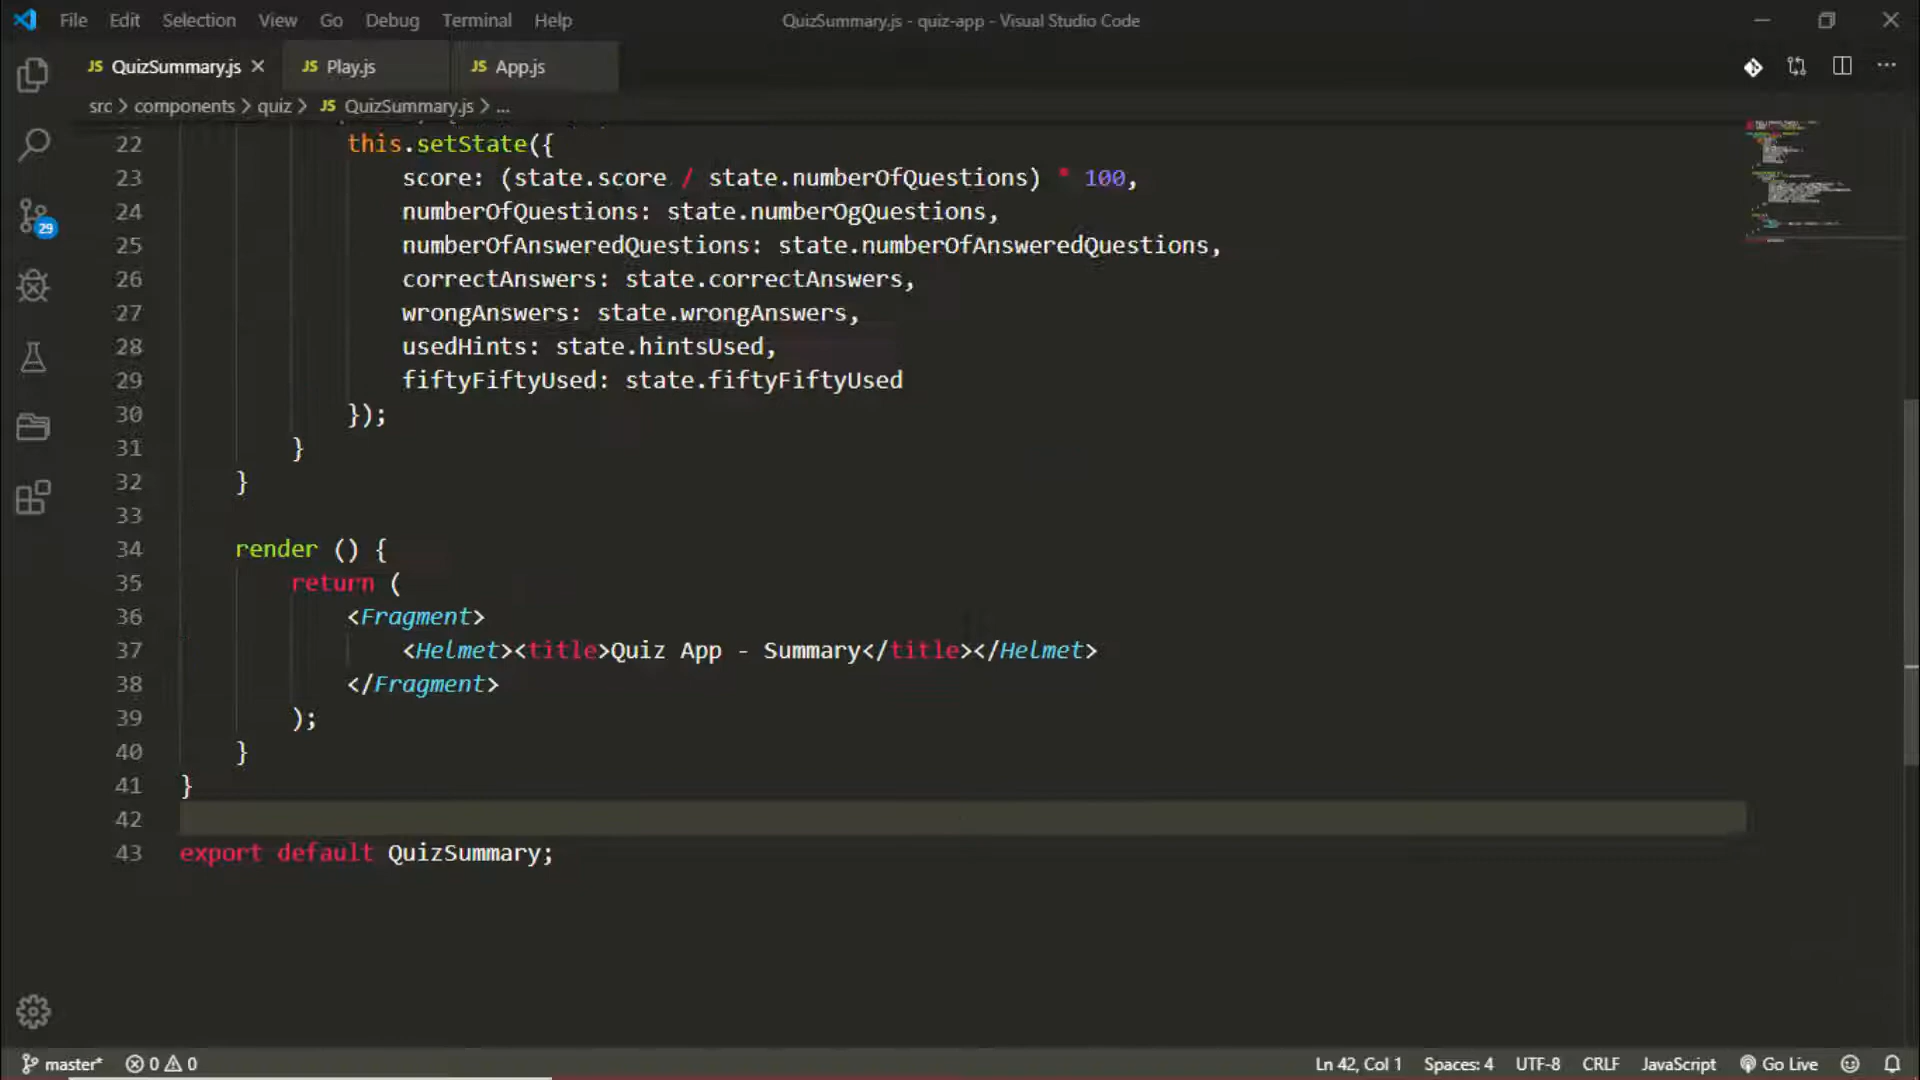 File Edit Selection View Go Debug Terminal Help QuizSummary.js - quiz-app - Visual Studio Code
JS QuizSummary.js JS Play.js JS App.js
src > components > quiz > JS QuizSummary.js > ...
22 this.setState({
23 score: (state.score / state.numberOfQuestions) * 100,
24 numberOfQuestions: state.numberOgQuestions,
25 numberOfAnsweredQuestions: state.numberOfAnsweredQuestions,
26 correctAnswers: state.correctAnswers,
27 wrongAnswers: state.wrongAnswers,
28 usedHints: state.hintsUsed,
29 fiftyFiftyUsed: state.fiftyFiftyUsed
30 });
31 }
32 }
33
34 render () {
35 return (
36 <Fragment>
37 <Helmet><title>Quiz App - Summary</title></Helmet>
38 </Fragment>
39 );
40 }
41 }
42
43 export default QuizSummary;
29
master* 0 0 Ln 42, Col 1 Spaces: 4 UTF-8 CRLF JavaScript Go Live